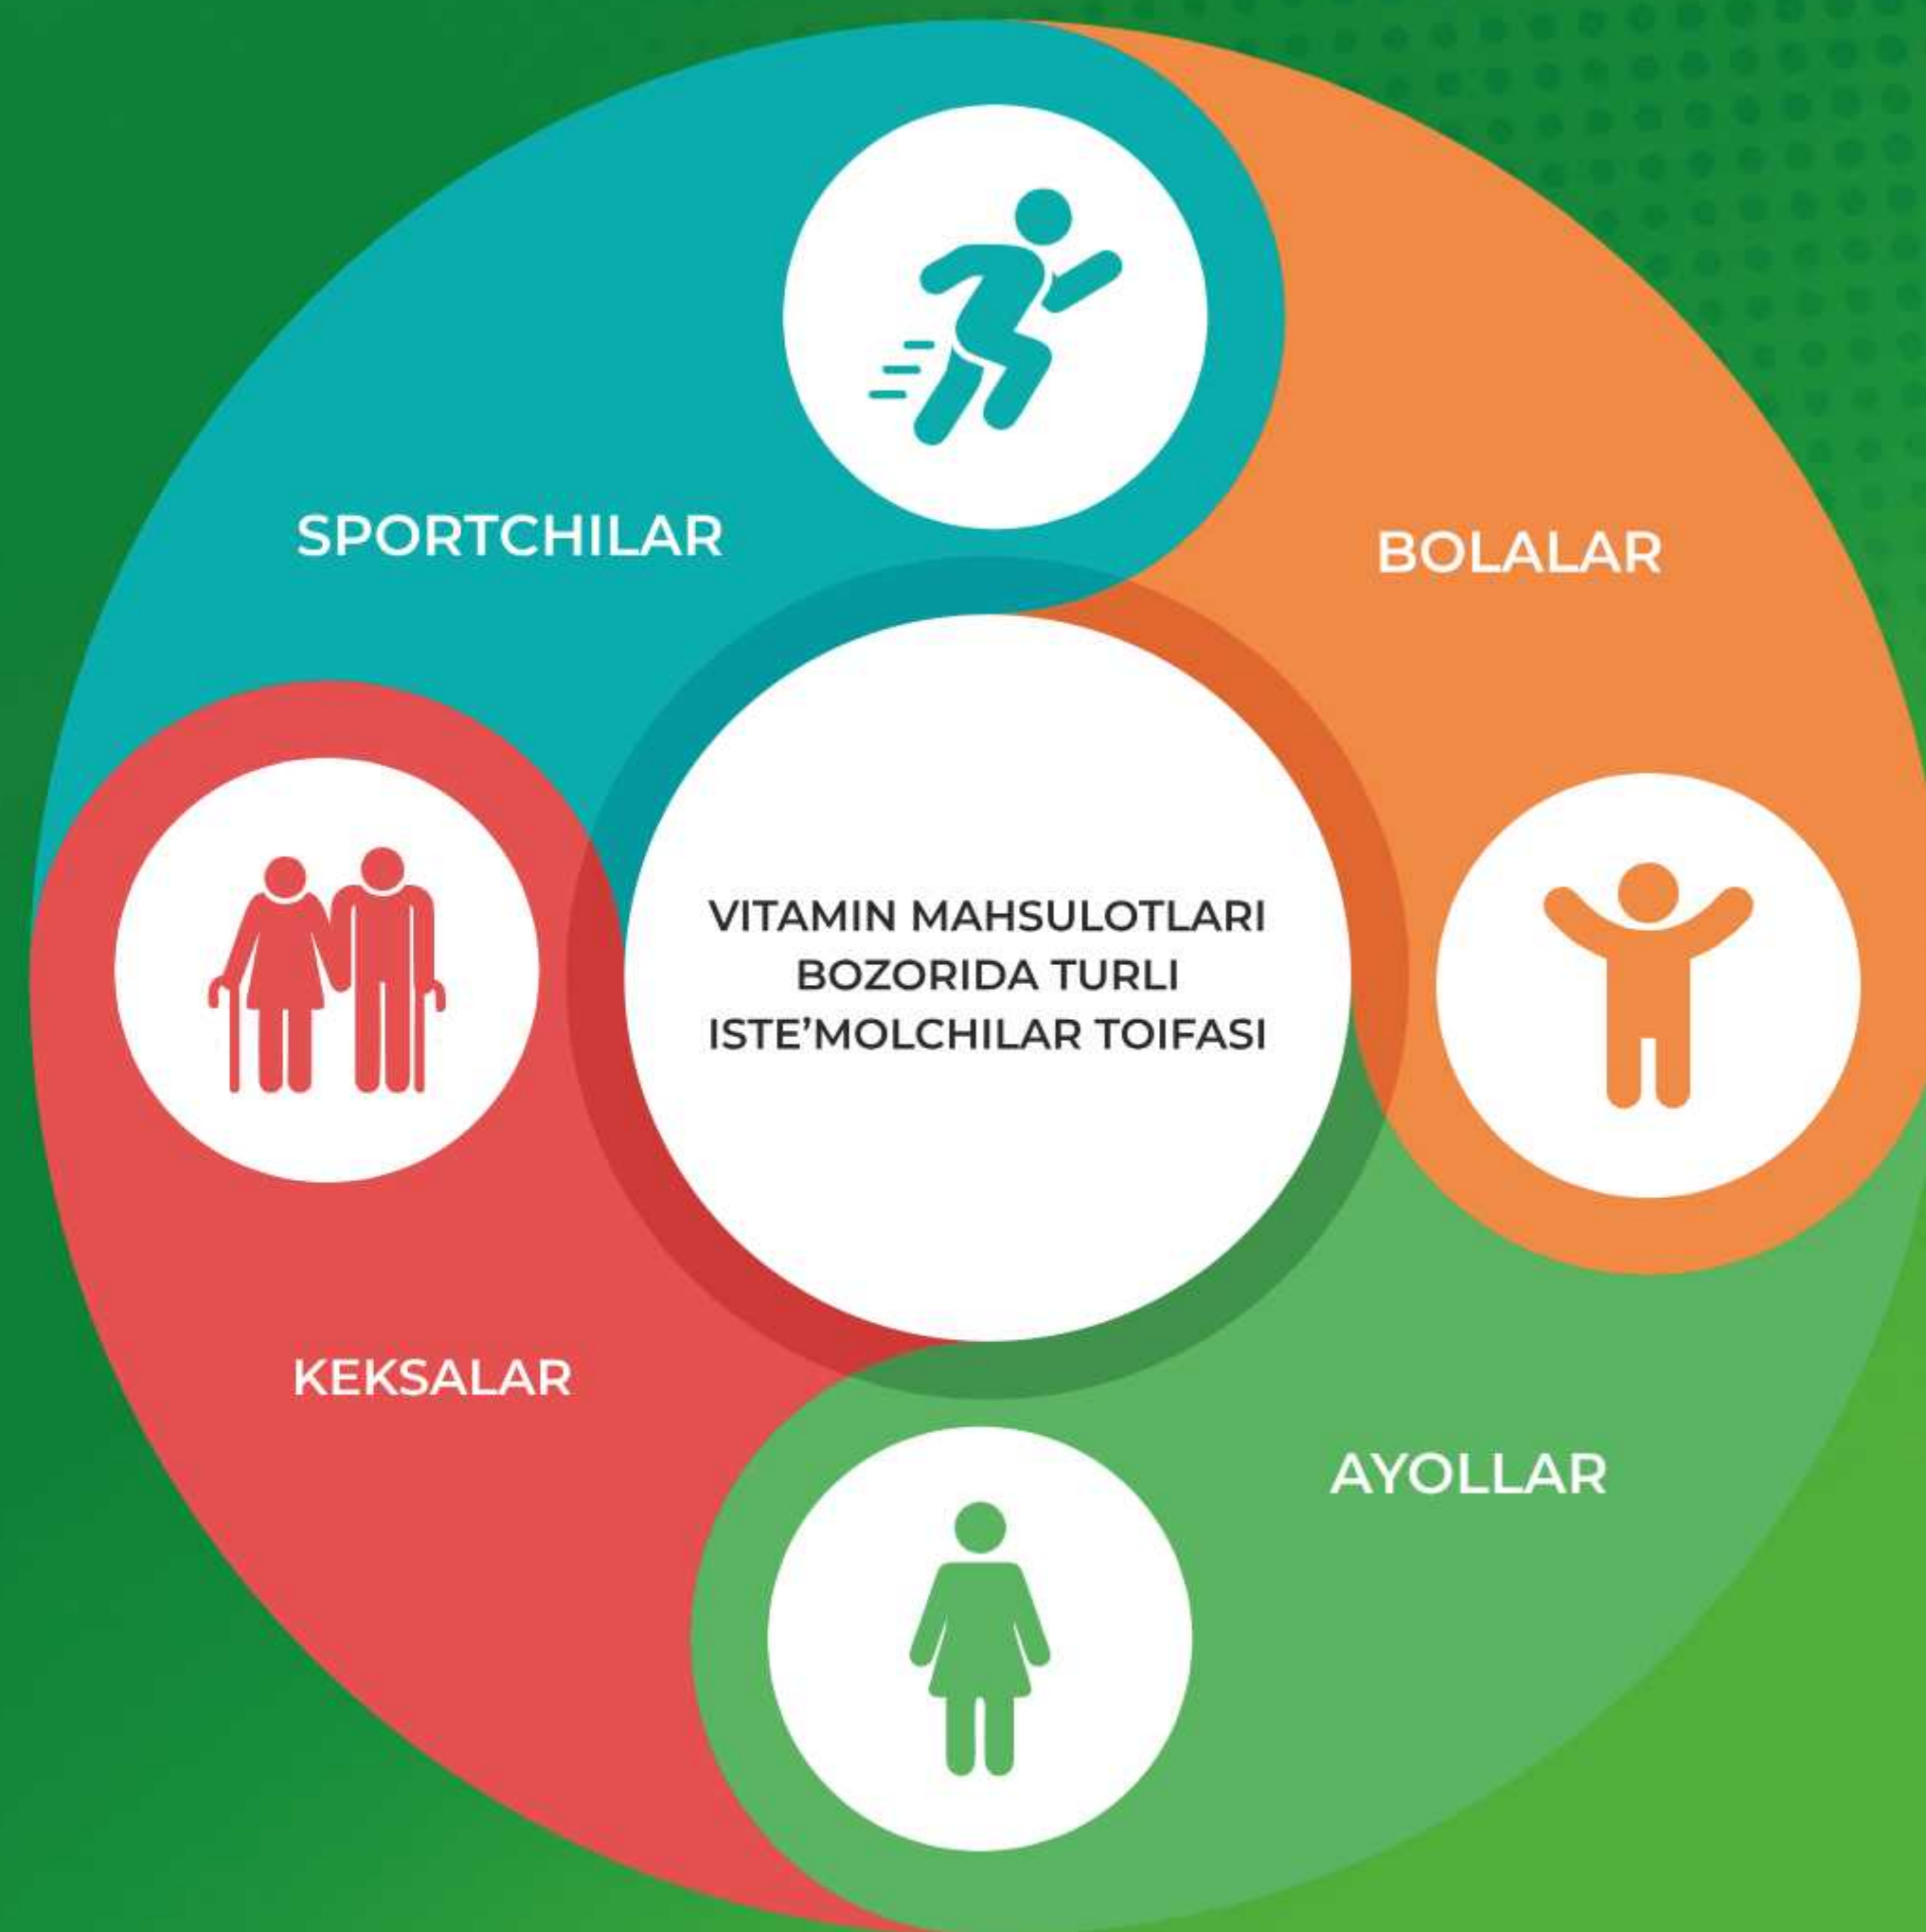 SPORTCHILAR
BOLALAR
VITAMIN MAHSULOTLARI
BOZORIDA TURLI
ISTE’MOLCHILAR TOIFASI
KEKSALAR
AYOLLAR